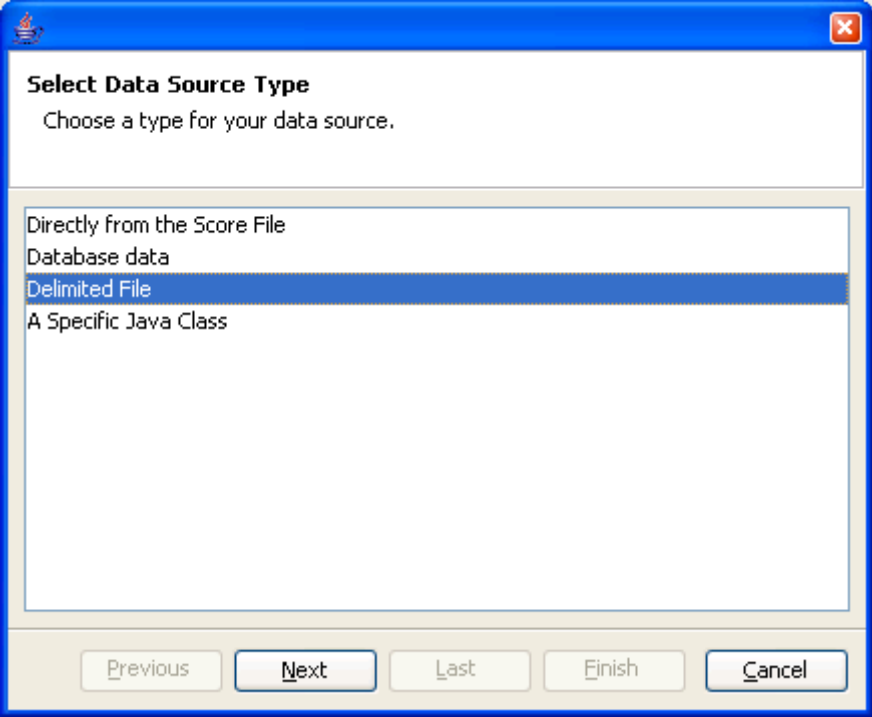 Select Data Source Type
Choose a type for your data source.
Directly from the Score File
Database data
Delimited File
A Specific Java Class
Previous Next Last Finish Cancel